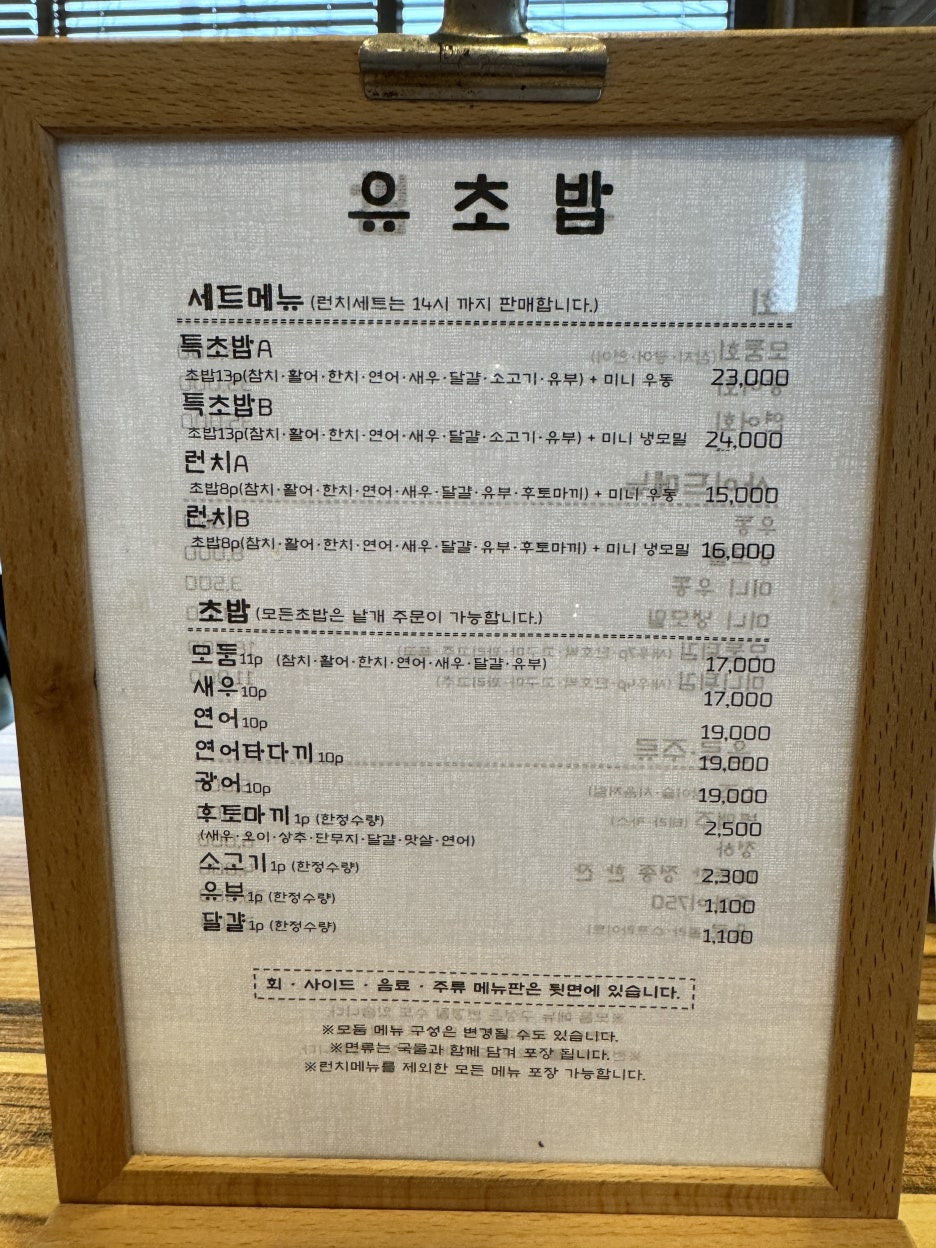 유초밥
세트메뉴 (런치세트는 14시 까지 판매합니다.)
특초밥A
초밥13p(참치·활어·한치·연어·새우·달걀·소고기·유부) + 미니 우동 23,000
특초밥B
초밥13p(참치·활어·한치·연어·새우·달걀·소고기·유부) + 미니 냉모밀 24,000
런치A
초밥8p(참치·활어·한치·연어·새우·달걀·유부·후토마끼) + 미니 우동 15,000
런치B
초밥8p(참치·활어·한치·연어·새우·달걀·유부·후토마끼) + 미니 냉모밀 16,000
초밥 (모든초밥은 낱개 주문이 가능합니다.)
모둠11p (참치·활어·한치·연어·새우·달걀·유부) 17,000
새우10p 17,000
연어10p 19,000
연어타다끼10p 19,000
광어10p 19,000
후토마끼1p (한정수량) 2,500
(새우·오이·상추·단무지·달걀·맛살·연어)
소고기1p (한정수량) 2,300
유부1p (한정수량) 1,100
달걀1p (한정수량) 1,100
회 · 사이드 · 음료 · 주류 메뉴판은 뒷면에 있습니다.
※모둠 메뉴 구성은 변경될 수도 있습니다.
※면류는 국물과 함께 담겨 포장 됩니다.
※런치메뉴를 제외한 모든 메뉴 포장 가능합니다.